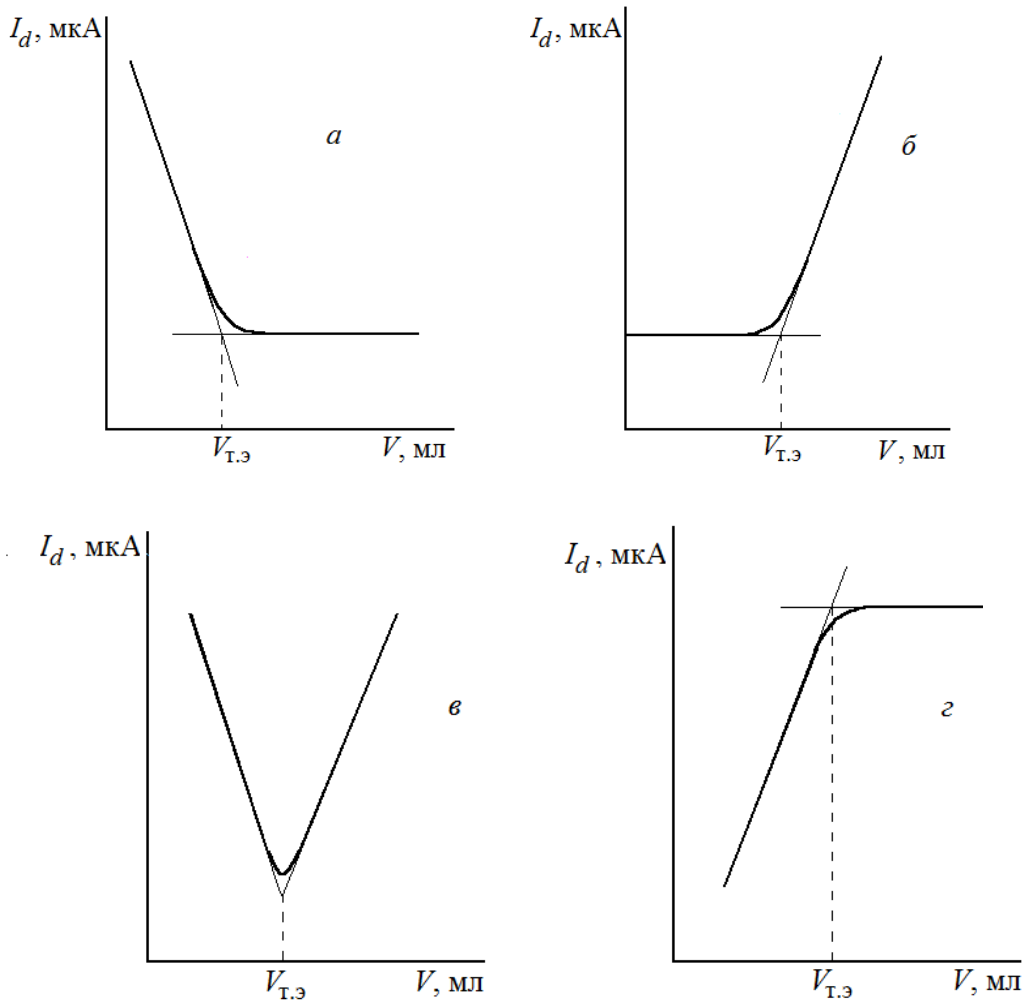 I_d, мкА
а
V_т.э
V, мл
I_d, мкА
б
V_т.э
V, мл
I_d, мкА
в
V_т.э
V, мл
I_d, мкА
г
V_т.э
V, мл